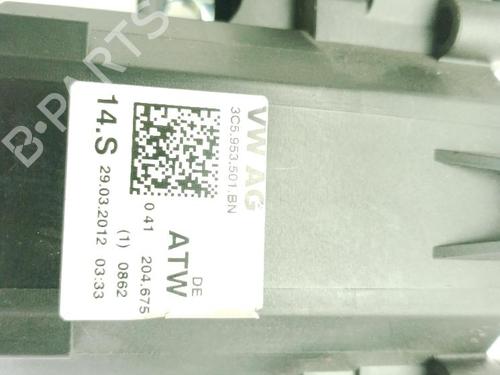 VW AG
3C5.953.501.BN
DE
ATW
041 204.675
14.S
(1) 0862
29.03.2012 03:33
B-PARTS